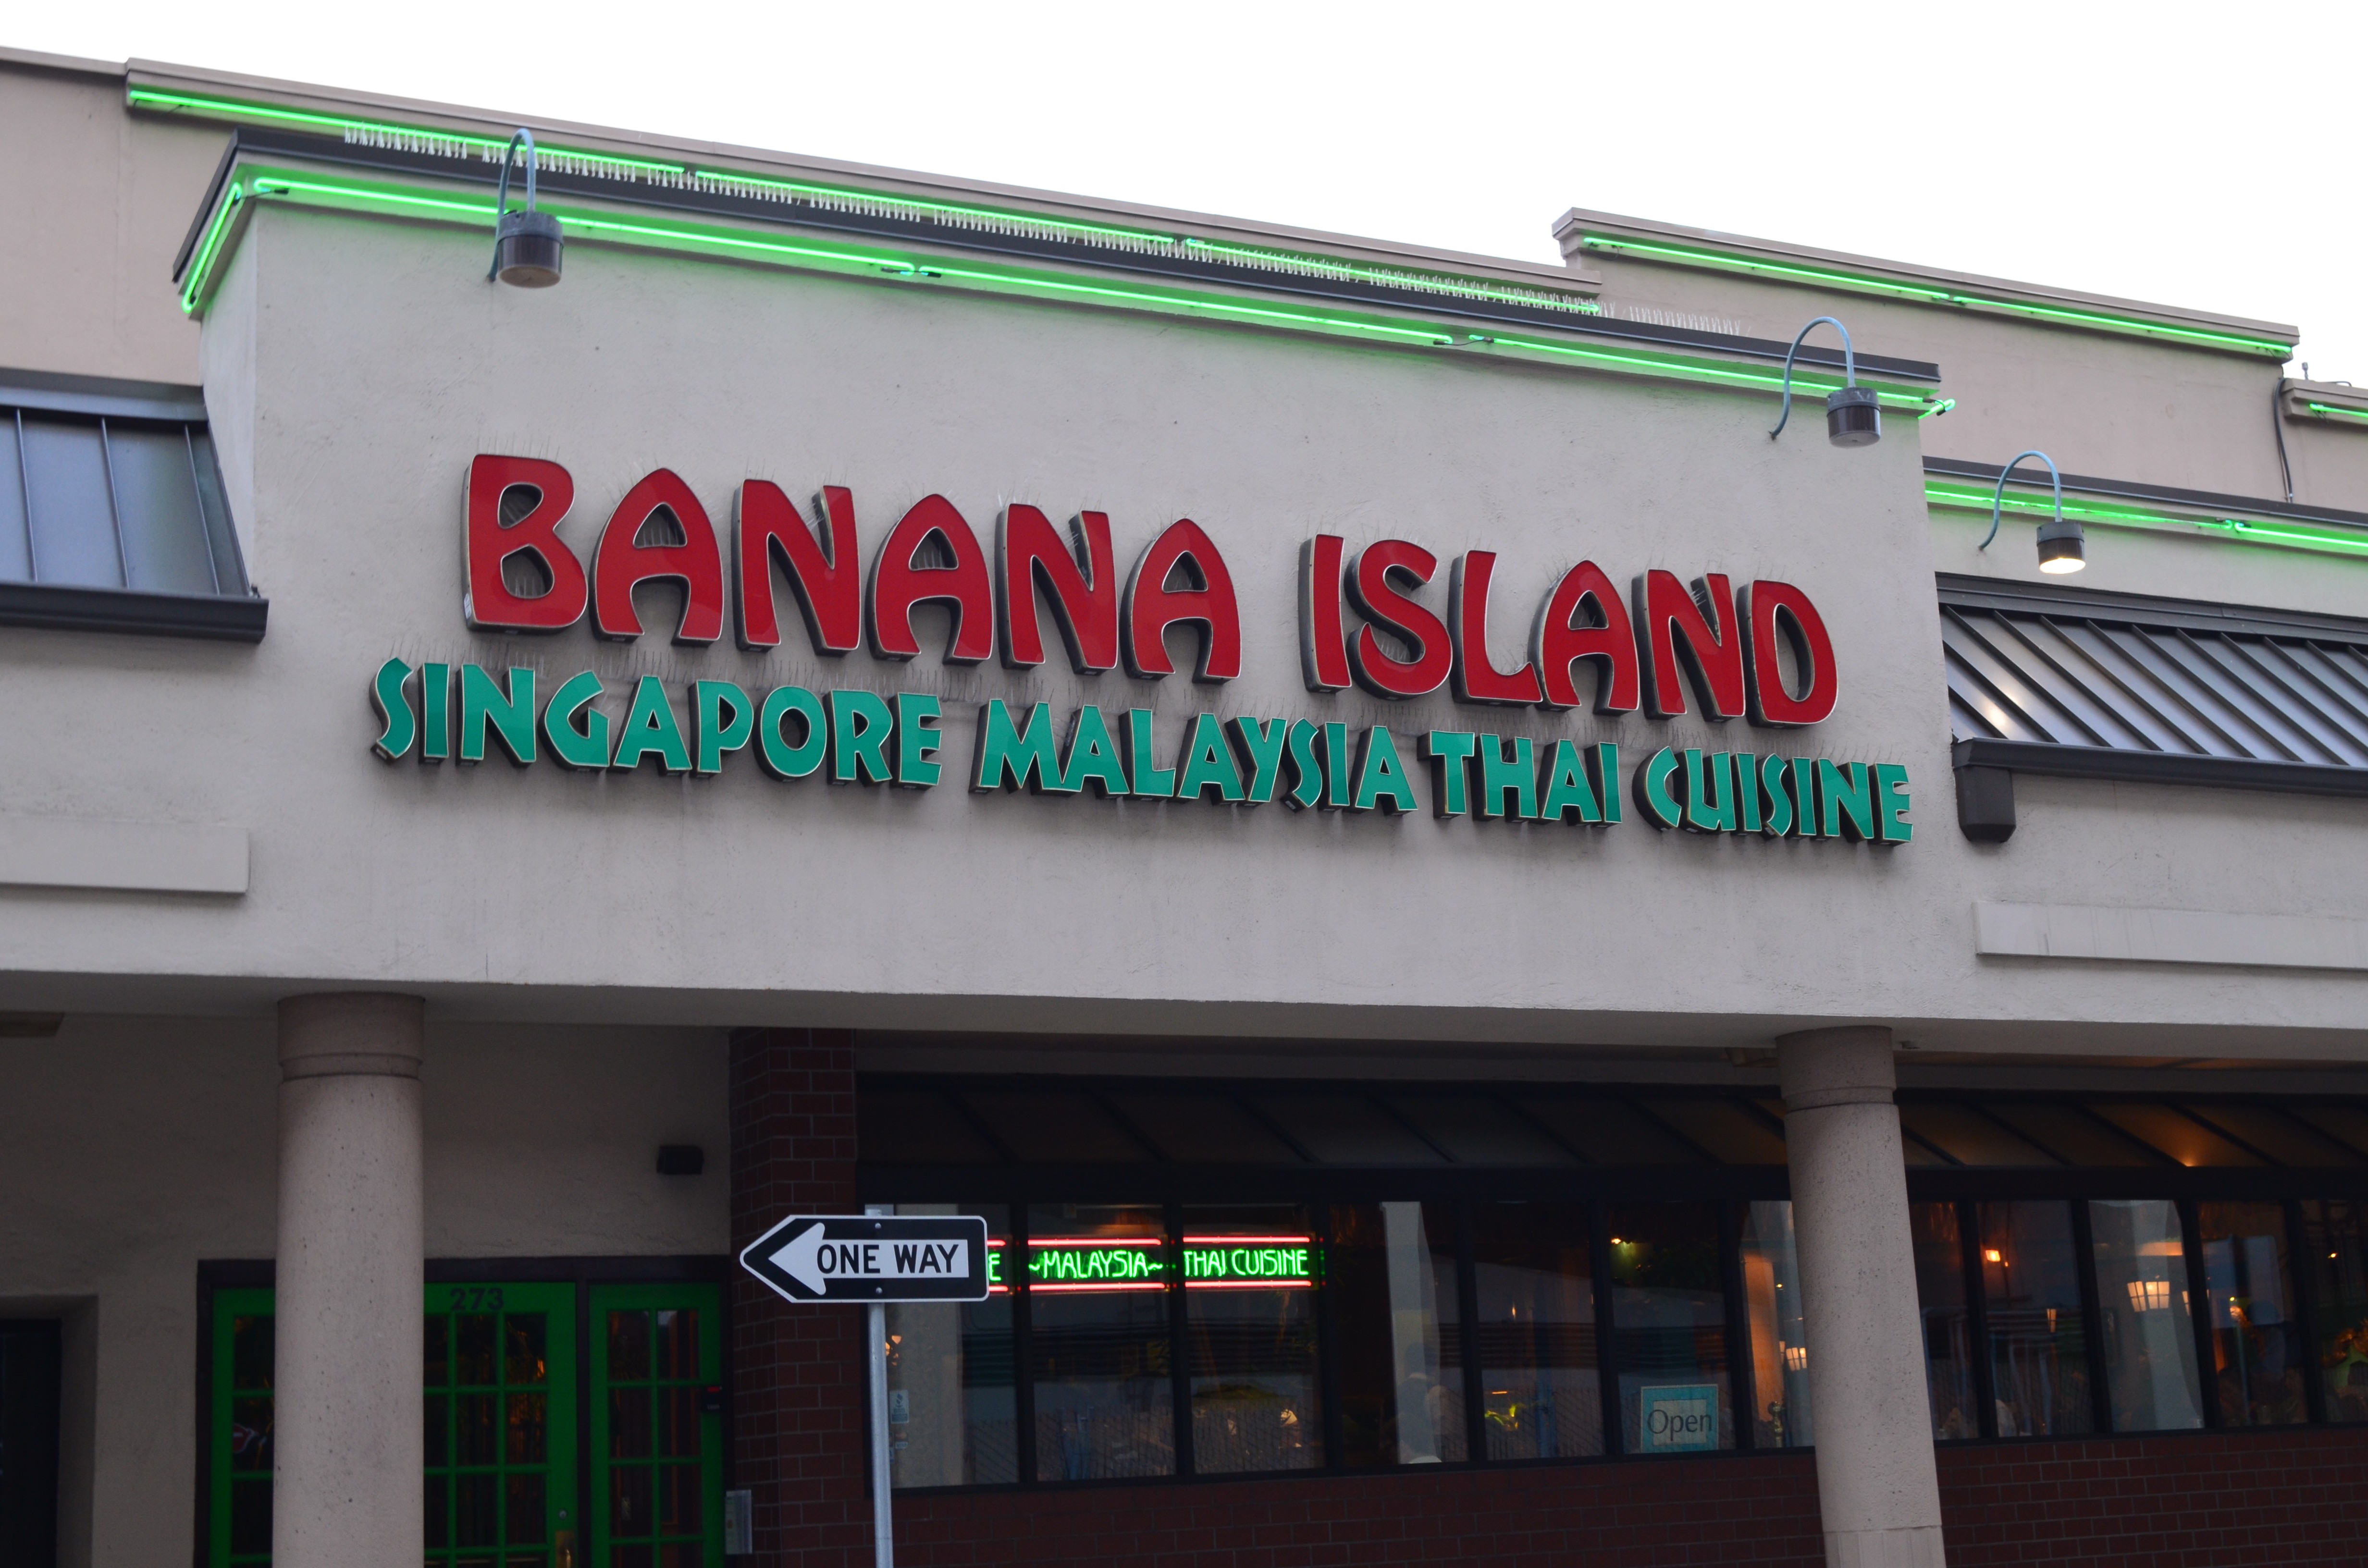 BANANA ISLAND
SINGAPORE MALAYSIA THAI CUISINE
ONE WAY
E ~MALAYSIA~ THAI CUISINE
273
Open